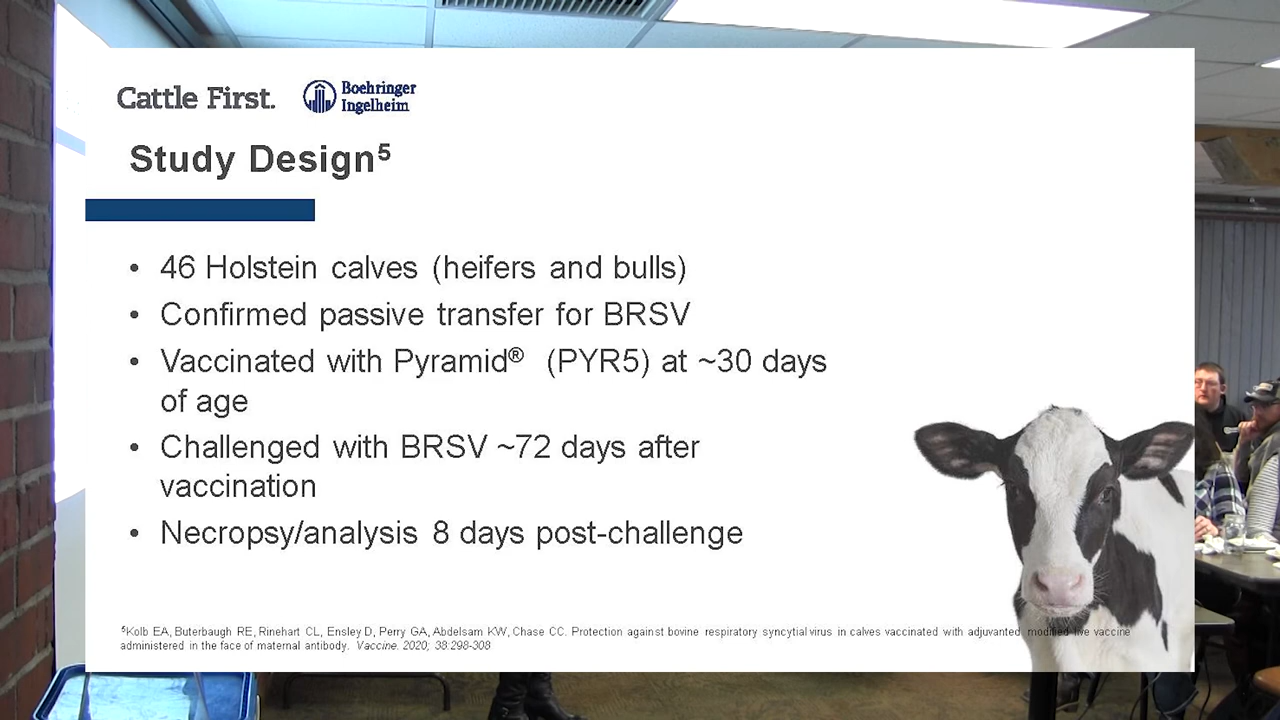 Cattle First.
Boehringer
Ingelheim
Study Design⁵
• 46 Holstein calves (heifers and bulls)
• Confirmed passive transfer for BRSV
• Vaccinated with Pyramid® (PYR5) at ~30 days
of age
• Challenged with BRSV ~72 days after
vaccination
• Necropsy/analysis 8 days post-challenge
⁵Kolb EA, Buterbaugh RE, Rinehart CL, Ensley D, Perry GA, Abdelsam KW, Chase CC. Protection against bovine respiratory syncytial virus in calves vaccinated with adjuvanted modified-live vaccine
administered in the face of maternal antibody. Vaccine. 2020; 38:298-308